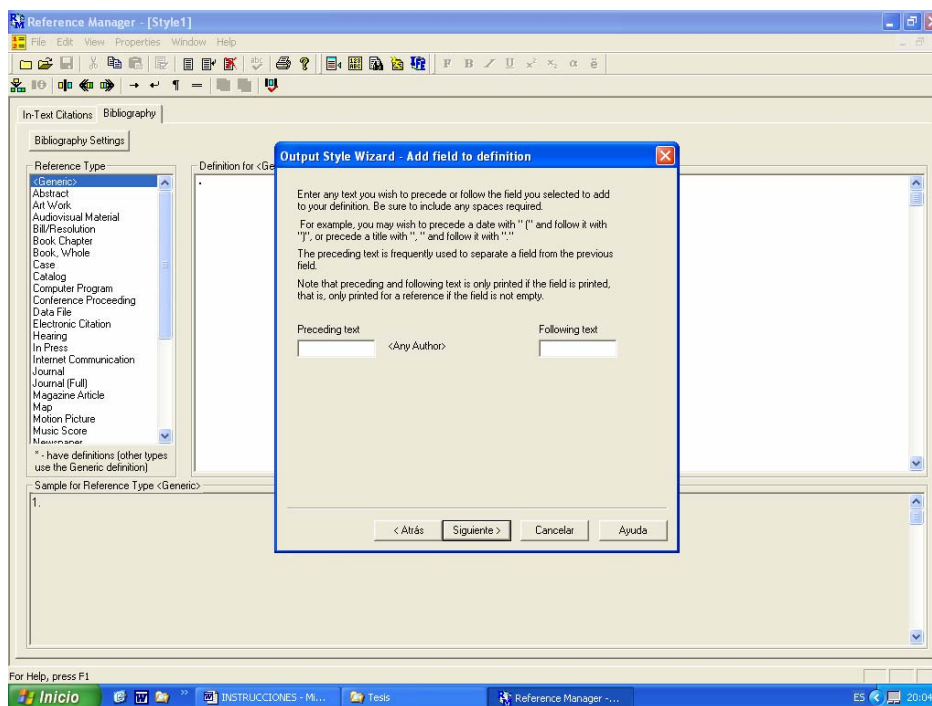 Reference Manager - [Style1]
File Edit View Properties Window Help
In-Text Citations Bibliography
Bibliography Settings
Reference Type
<Generic>
Abstract
Art Work
Audiovisual Material
Bill/Resolution
Book Chapter
Book, Whole
Case
Catalog
Computer Program
Conference Proceeding
Data File
Electronic Citation
Hearing
In Press
Internet Communication
Journal
Journal (Full)
Magazine Article
Map
Motion Picture
Music Score
Newspaper
* - have definitions (other types
use the Generic definition)
Definition for <Ge
.
Output Style Wizard - Add field to definition
Enter any text you wish to precede or follow the field you selected to add
to your definition. Be sure to include any spaces required.
For example, you may wish to precede a date with " (" and follow it with
")", or precede a title with ", " and follow it with "."
The preceding text is frequently used to separate a field from the previous
field.
Note that preceding and following text is only printed if the field is printed,
that is, only printed for a reference if the field is not empty.
Preceding text Following text
<Any Author>
< Atrás Siguiente > Cancelar Ayuda
Sample for Reference Type <Generic>
1.
For Help, press F1
Inicio INSTRUCCIONES - Mi... Tesis Reference Manager -... ES 20:04